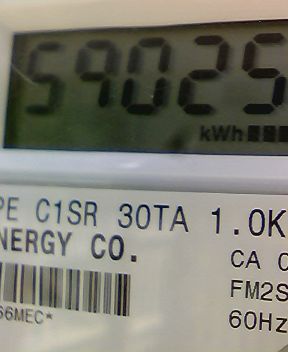 59025
kWh
PE C1SR 30TA 1.0K
NERGY CO.
CA
FM2S
60Hz
66MEC*